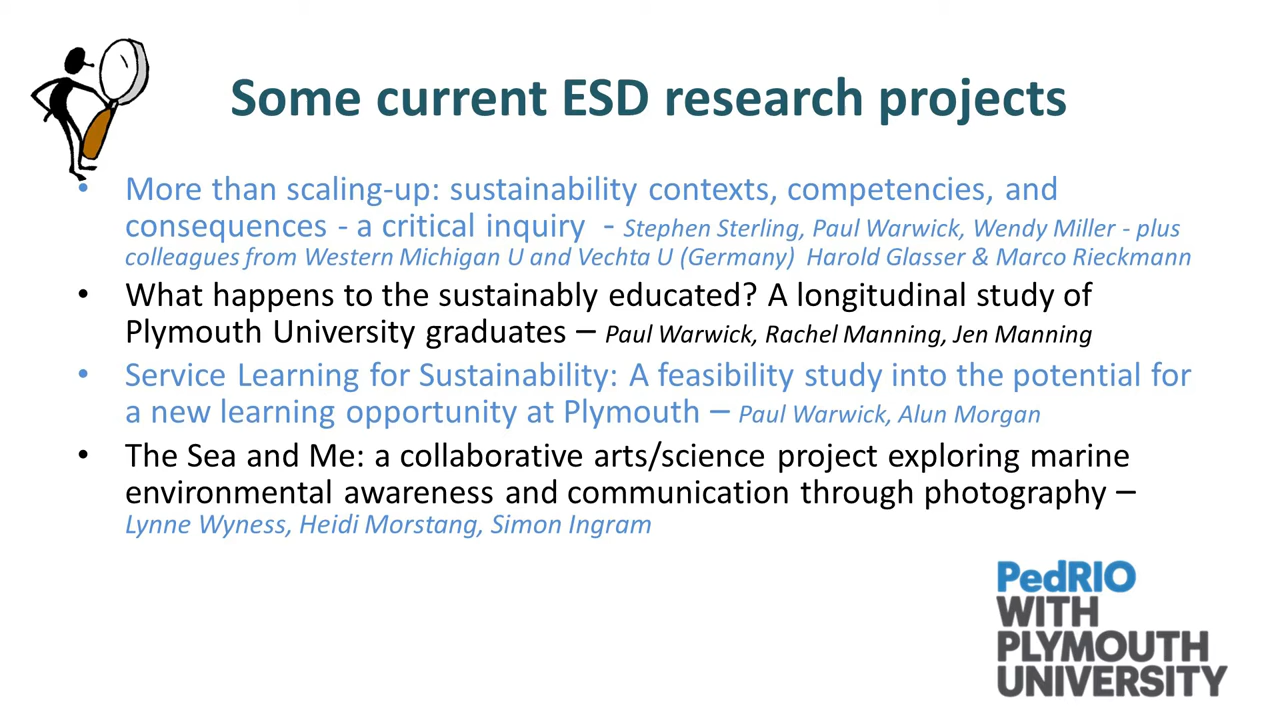 Some current ESD research projects
• More than scaling-up: sustainability contexts, competencies, and
consequences - a critical inquiry - Stephen Sterling, Paul Warwick, Wendy Miller - plus
colleagues from Western Michigan U and Vechta U (Germany) Harold Glasser & Marco Rieckmann
• What happens to the sustainably educated? A longitudinal study of
Plymouth University graduates – Paul Warwick, Rachel Manning, Jen Manning
• Service Learning for Sustainability: A feasibility study into the potential for
a new learning opportunity at Plymouth – Paul Warwick, Alun Morgan
• The Sea and Me: a collaborative arts/science project exploring marine
environmental awareness and communication through photography –
Lynne Wyness, Heidi Morstang, Simon Ingram
PedRIO
WITH
PLYMOUTH
UNIVERSITY